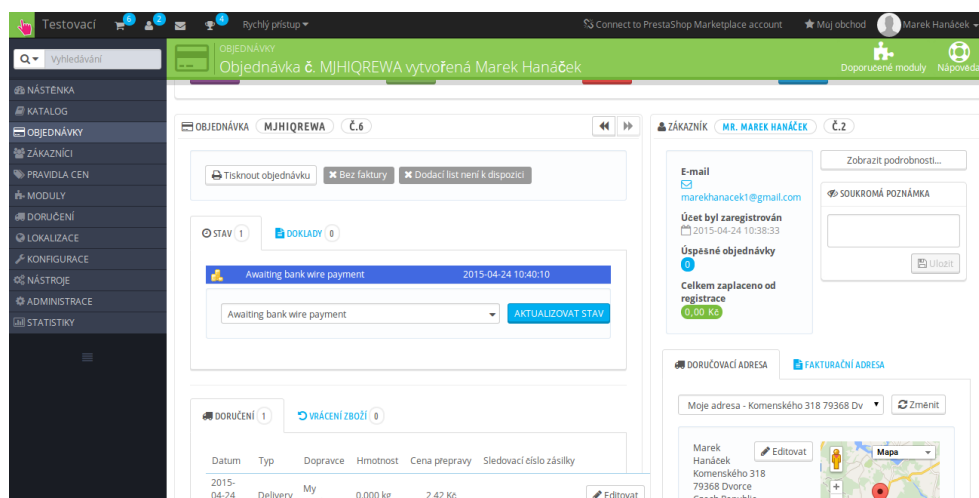 Testovací 6 2 4 Rychlý prístup Connect to PrestaShop Marketplace account Můj obchod Marek Hanáček
Vyhledávání
OBJEDNÁVKY
Objednávka č. MJHIQREWA vytvořená Marek Hanáček
Doporučené moduly Nápověda
NÁSTĚNKA
KATALOG
OBJEDNÁVKY
ZÁKAZNÍCI
PRAVIDLA CEN
MODULY
DORUČENÍ
LOKALIZACE
KONFIGURACE
NÁSTROJE
ADMINISTRACE
STATISTIKY
OBJEDNÁVKA MJHIQREWA Č.6
Tisknout objednávku Bez faktury Dodací list není k dispozici
STAV 1 DOKLADY 0
Awaiting bank wire payment 2015-04-24 10:40:10
Awaiting bank wire payment AKTUALIZOVAT STAV
DORUČENÍ 1 VRÁCENÍ ZBOŽÍ 0
Datum Typ Dopravce Hmotnost Cena přepravy Sledovací číslo zásilky
2015-
04-24 Delivery My 0.000 kg 2,42 Kč Editovat
ZÁKAZNÍK MR. MAREK HANÁČEK Č.2
E-mail
marekhanacek1@gmail.com
Účet byl zaregistrován
2015-04-24 10:38:33
Úspěšné objednávky
0
Celkem zaplaceno od
registrace
0,00 Kč
Zobrazit podrobnosti...
SOUKROMÁ POZNÁMKA
Uložit
DORUČOVACÍ ADRESA FAKTURAČNÍ ADRESA
Moje adresa - Komenského 318 79368 Dv Změnit
Marek
Hanáček
Komenského 318
79368 Dvorce
Czech Republic
Editovat
Mapa